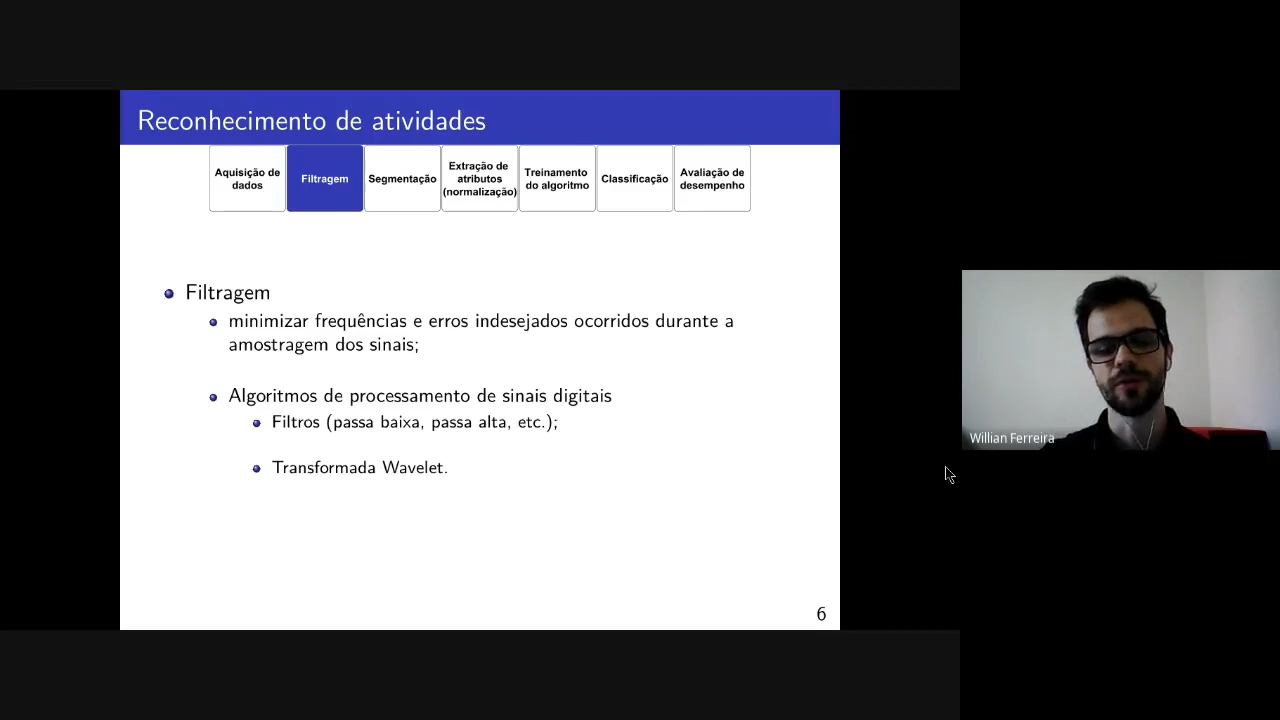 Reconhecimento de atividades
Aquisição de
dados
Filtragem
Segmentação
Extração de
atributos
(normalização)
Treinamento
do algoritmo
Classificação
Avaliação de
desempenho
Filtragem
minimizar frequências e erros indesejados ocorridos durante a
amostragem dos sinais;
Algoritmos de processamento de sinais digitais
Filtros (passa baixa, passa alta, etc.);
Transformada Wavelet.
6
Willian Ferreira